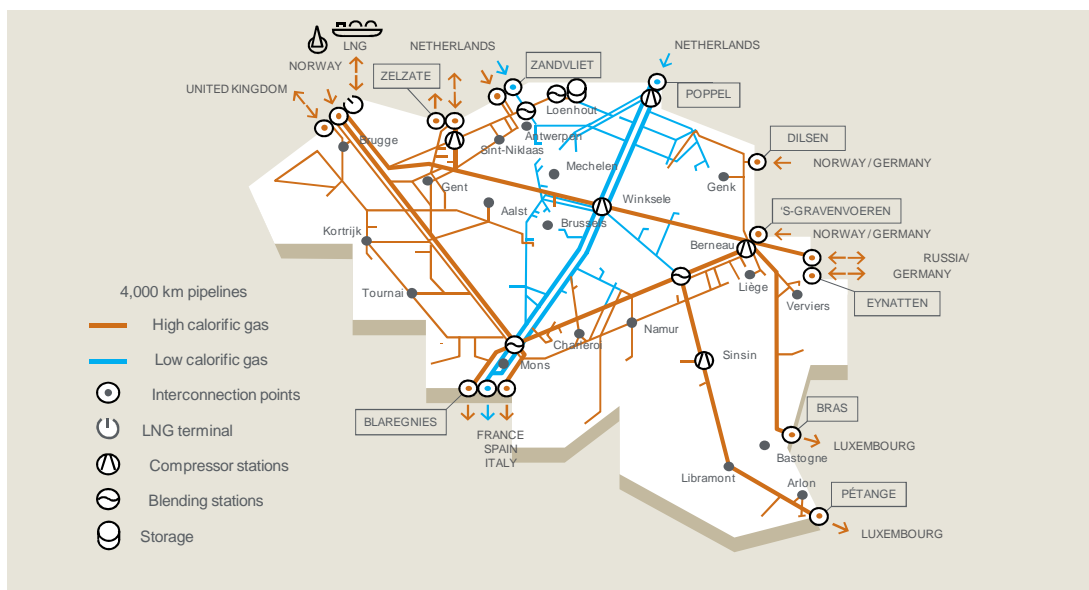 LNG
NORWAY
NETHERLANDS
NETHERLANDS
ZANDVLIET
ZELZATE
UNITED KINGDOM
POPPEL
Loenhout
Brugge
Antwerpen
Sint-Niklaas
DILSEN
NORWAY / GERMANY
Mechelen
Genk
Gent
Winksele
Aalst
'S-GRAVENVOEREN
Brussels
Kortrijk
NORWAY / GERMANY
Berneau
RUSSIA/
GERMANY
Liège
EYNATTEN
Verviers
4,000 km pipelines
Tournai
High calorific gas
Namur
Charleroi
Low calorific gas
Sinsin
Mons
-
Interconnection points
BLAREGNIES
BRAS
LNG terminal
FRANCE
SPAIN
ITALY
LUXEMBOURG
Bastogne
Compressor stations
Libramont
Arlon
PÉTANGE
Blending stations
LUXEMBOURG
Storage